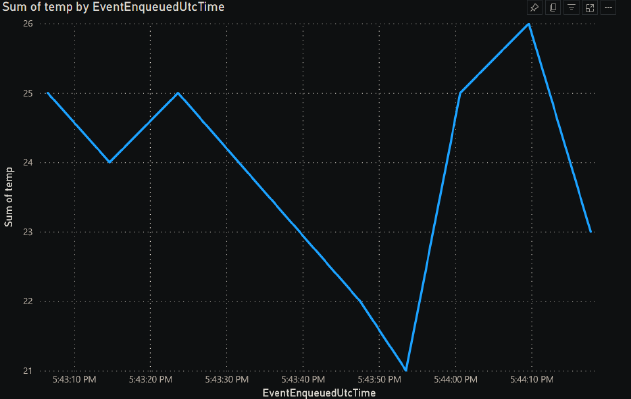 Sum of temp by EventEnqueuedUtcTime
26
25
24
23
22
21
Sum of temp
5:43:10 PM 5:43:20 PM 5:43:30 PM 5:43:40 PM 5:43:50 PM 5:44:00 PM 5:44:10 PM
EventEnqueuedUtcTime